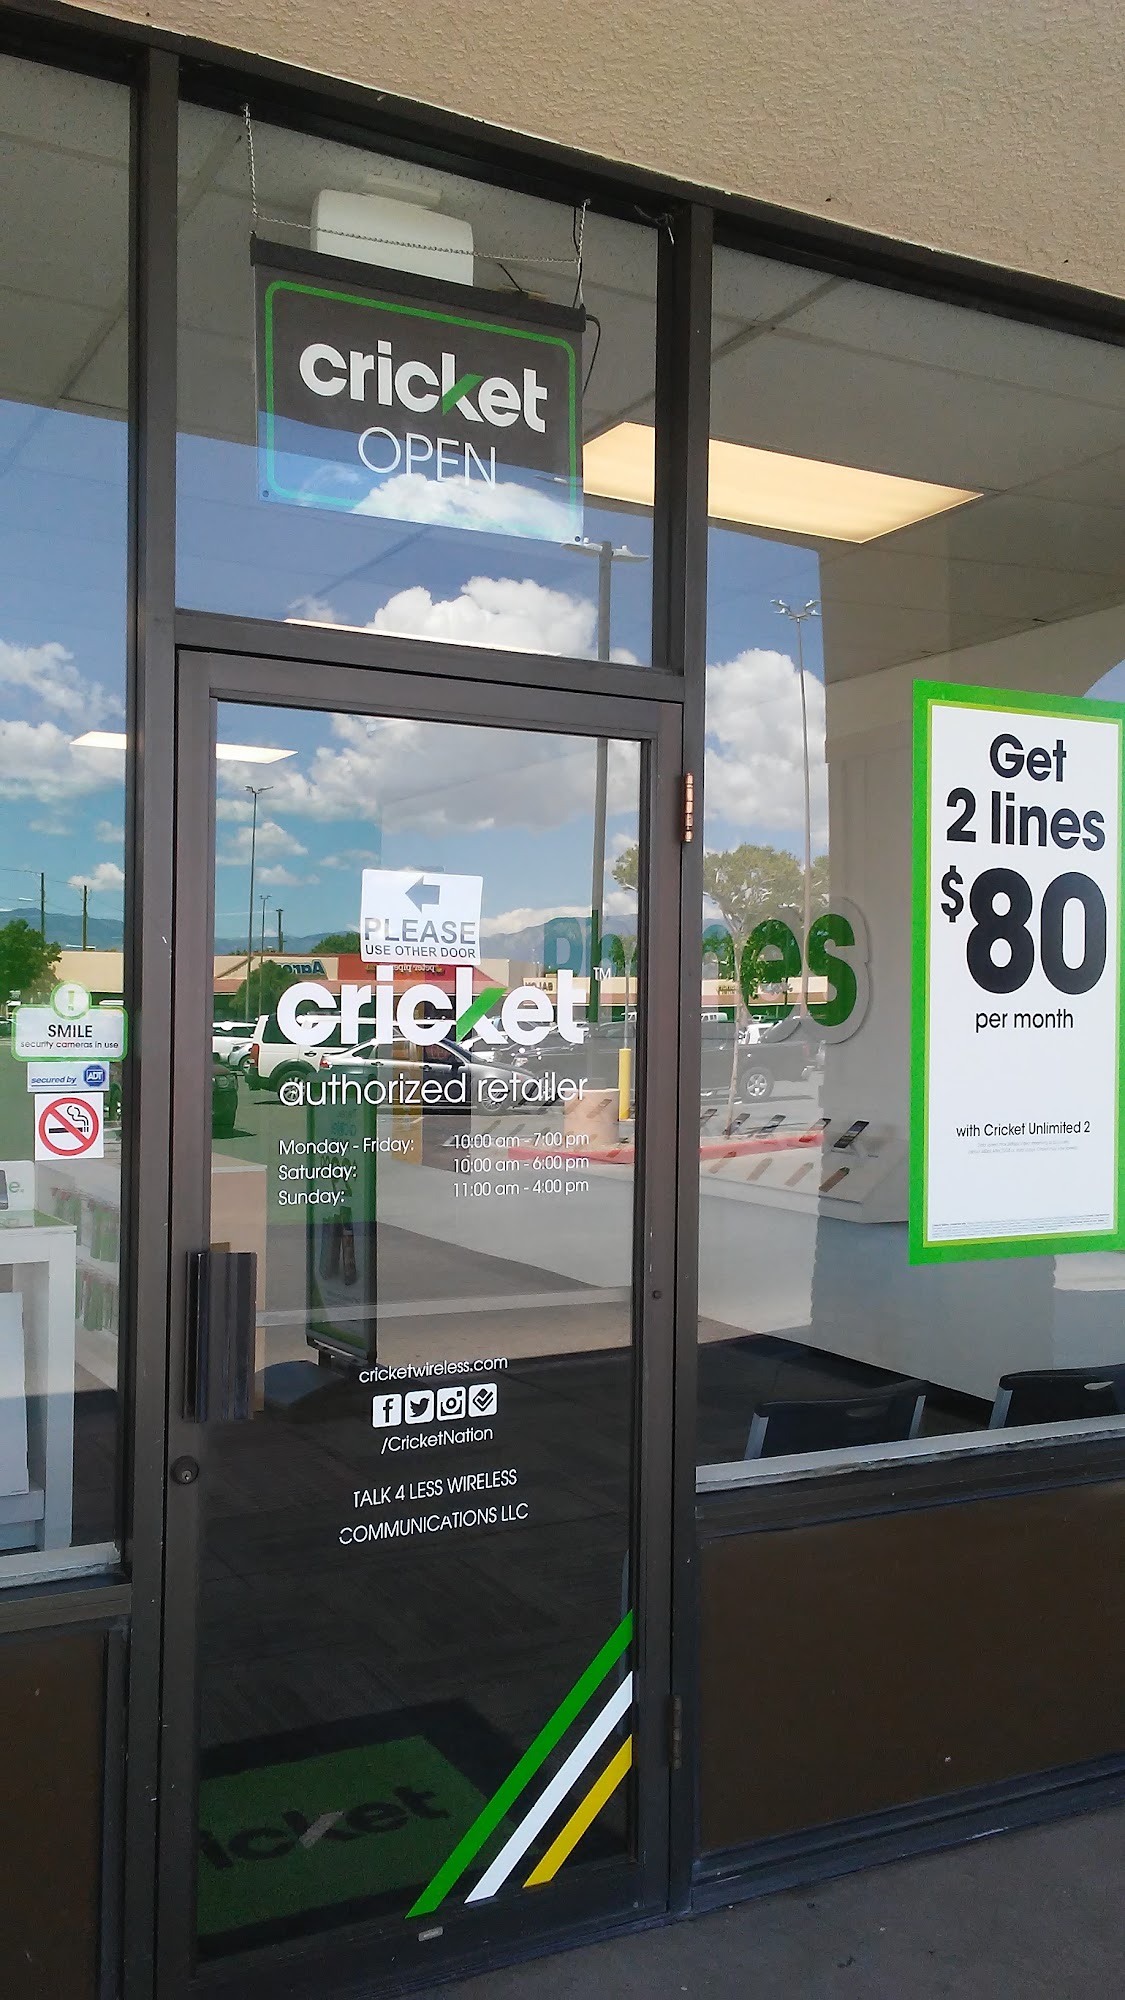 cricket
OPEN
PLEASE
USE OTHER DOOR
cricket™
authorized retailer
Monday - Friday: 10:00 am - 7:00 pm
Saturday: 10:00 am - 6:00 pm
Sunday: 11:00 am - 4:00 pm
cricketwireless.com
/CricketNation
TALK 4 LESS WIRELESS
COMMUNICATIONS LLC
cricket
SMILE
security cameras in use
secured by ADT
Phones
Get
2 lines
$80
per month
with Cricket Unlimited 2